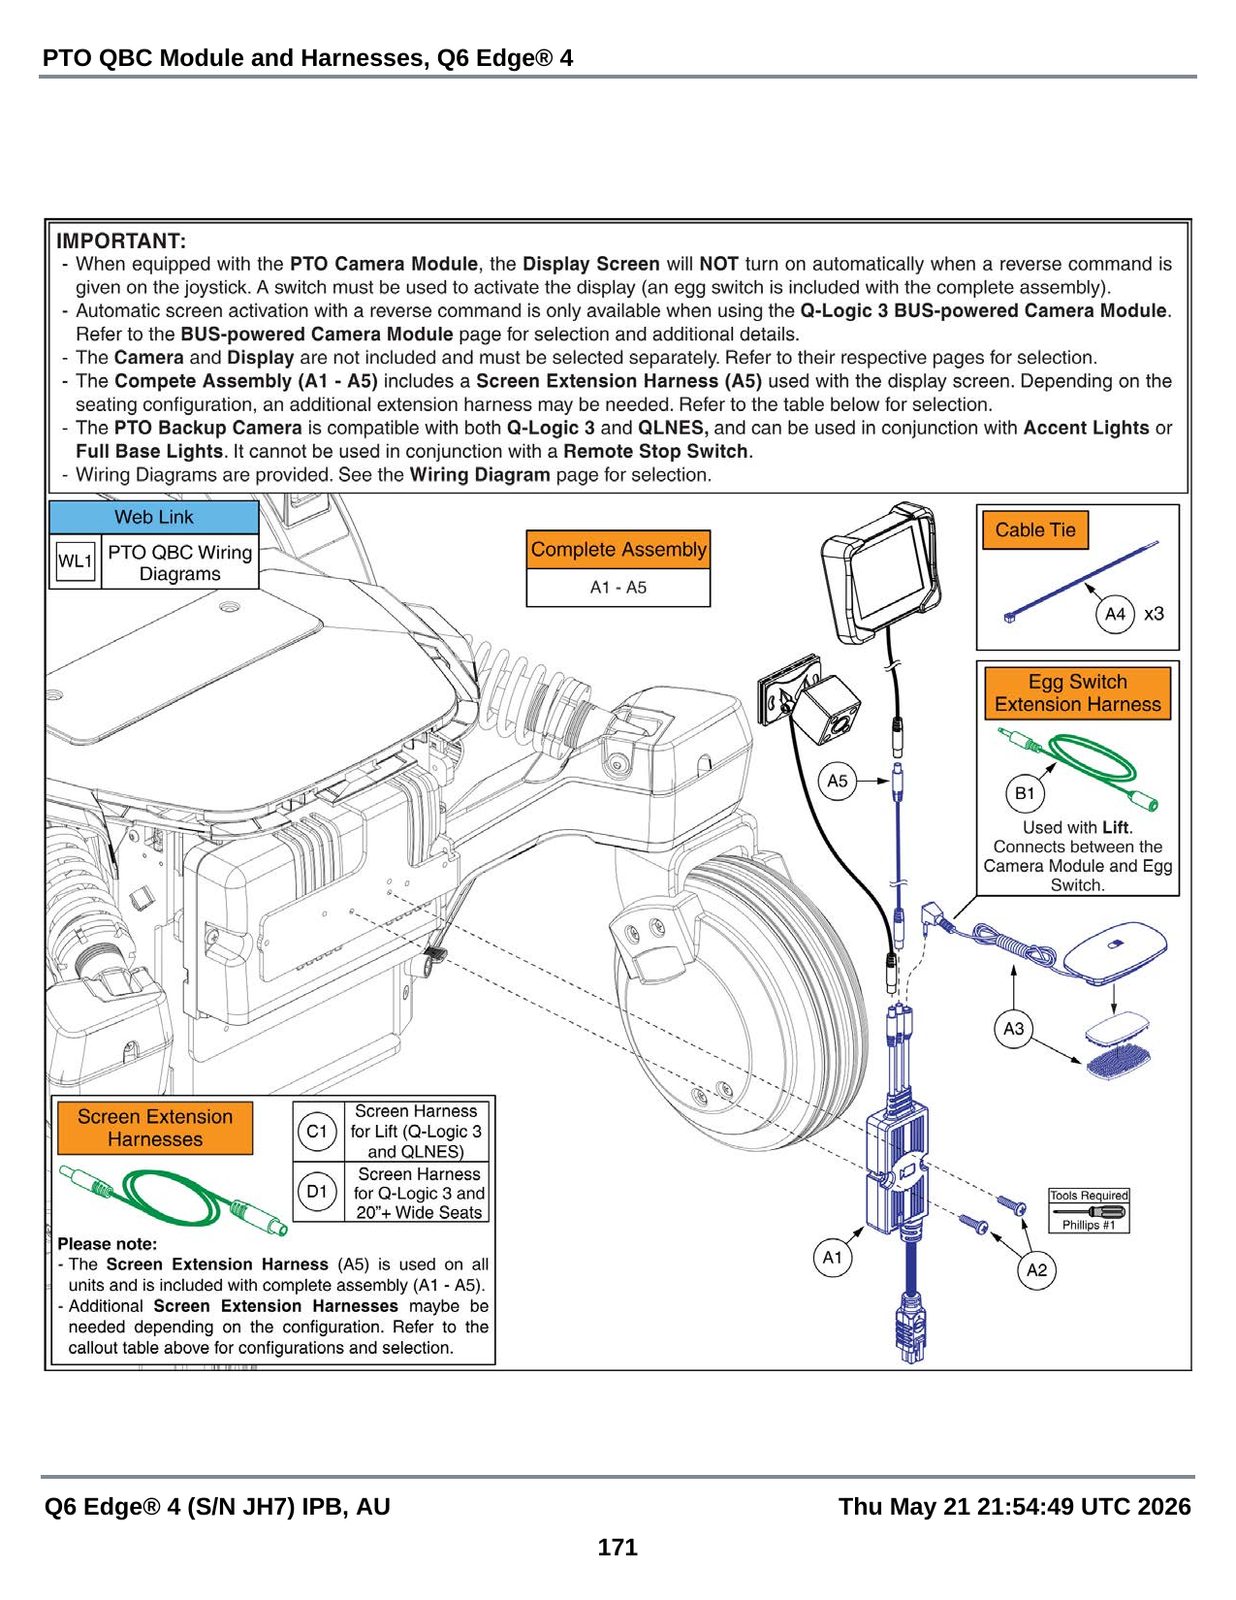 PTO QBC Module and Harnesses, Q6 Edge® 4
IMPORTANT:
- When equipped with the PTO Camera Module, the Display Screen will NOT turn on automatically when a reverse command is
given on the joystick. A switch must be used to activate the display (an egg switch is included with the complete assembly).
- Automatic screen activation with a reverse command is only available when using the Q-Logic 3 BUS-powered Camera Module.
Refer to the BUS-powered Camera Module page for selection and additional details.
- The Camera and Display are not included and must be selected separately. Refer to their respective pages for selection.
- The Compete Assembly (A1 - A5) includes a Screen Extension Harness (A5) used with the display screen. Depending on the
seating configuration, an additional extension harness may be needed. Refer to the table below for selection.
- The PTO Backup Camera is compatible with both Q-Logic 3 and QLNES, and can be used in conjunction with Accent Lights or
Full Base Lights. It cannot be used in conjunction with a Remote Stop Switch.
- Wiring Diagrams are provided. See the Wiring Diagram page for selection.
Web Link
WL1
PTO QBC Wiring
Diagrams
Complete Assembly
A1 - A5
Cable Tie
A4
x3
Egg Switch
Extension Harness
B1
Used with Lift.
Connects between the
Camera Module and Egg
Switch.
A5
A3
A1
A2
Tools Required
Phillips #1
Screen Extension
Harnesses
C1
Screen Harness
for Lift (Q-Logic 3
and QLNES)
D1
Screen Harness
for Q-Logic 3 and
20”+ Wide Seats
Please note:
- The Screen Extension Harness (A5) is used on all
units and is included with complete assembly (A1 - A5).
- Additional Screen Extension Harnesses maybe be
needed depending on the configuration. Refer to the
callout table above for configurations and selection.
Q6 Edge® 4 (S/N JH7) IPB, AU
Thu May 21 21:54:49 UTC 2026
171